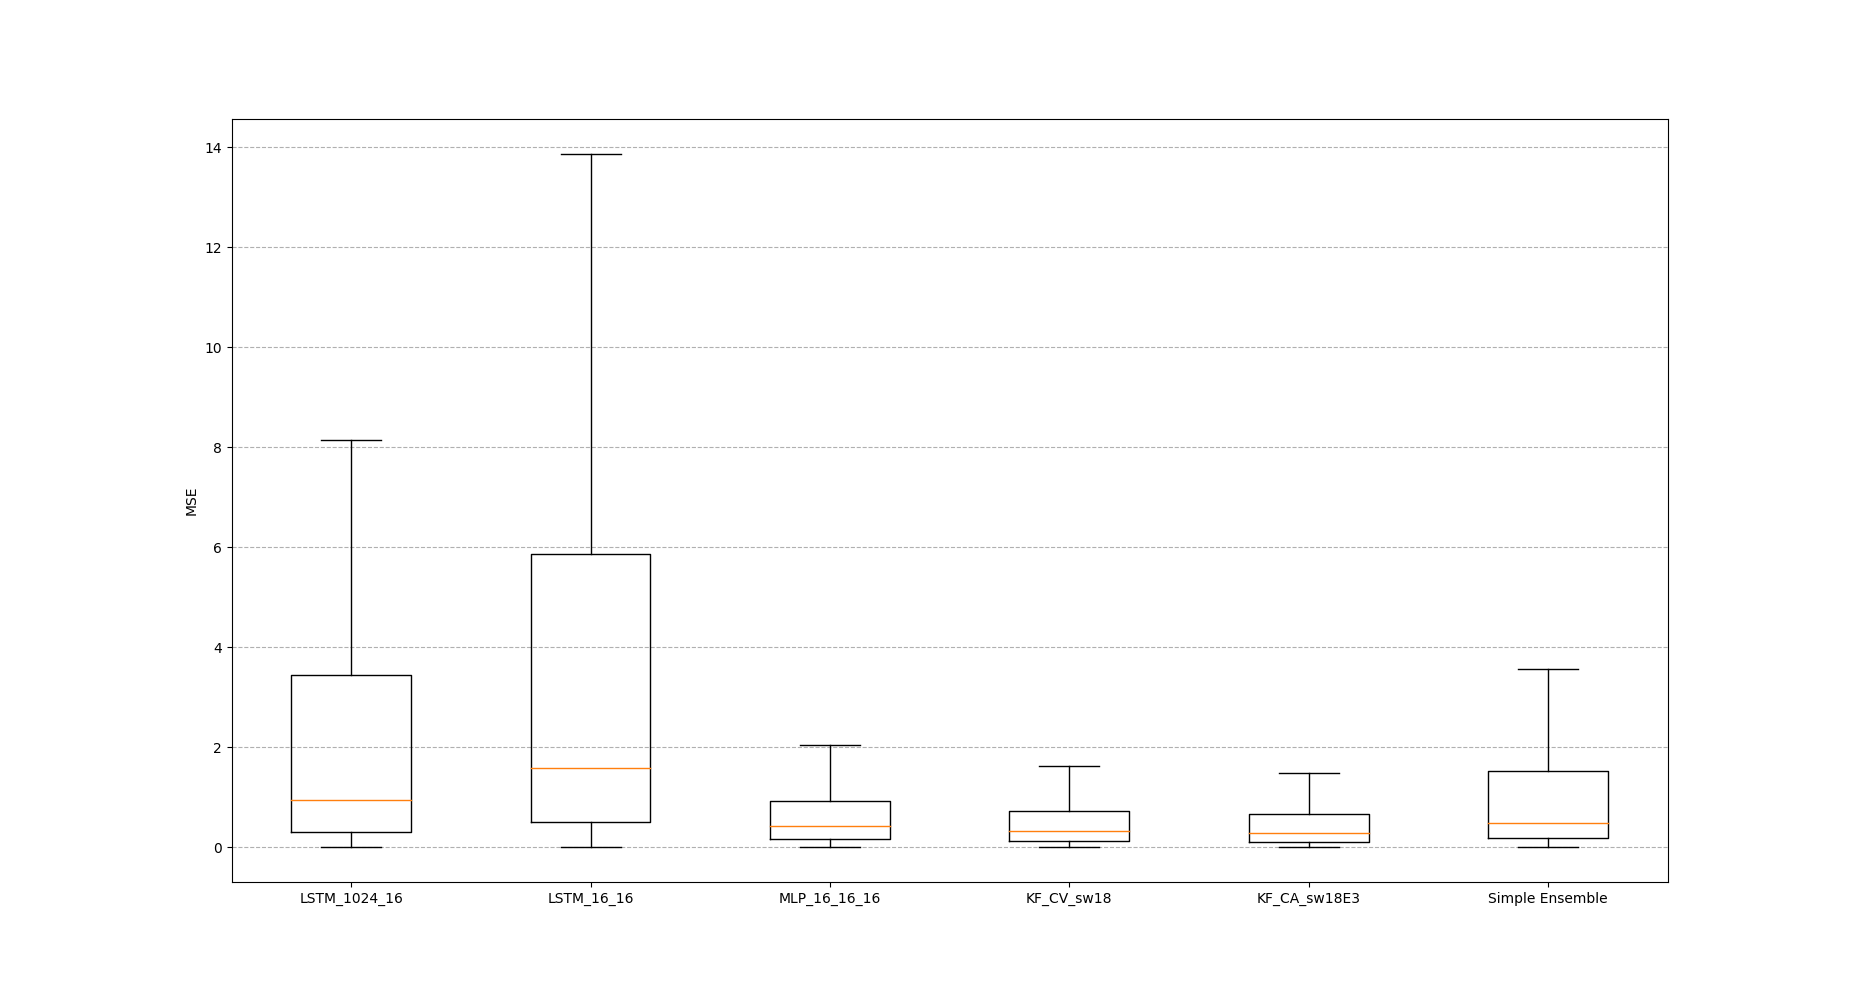 14
12
10
8
6
4
2
0
MSE
LSTM_1024_16
LSTM_16_16
MLP_16_16_16
KF_CV_sw18
KF_CA_sw18E3
Simple Ensemble